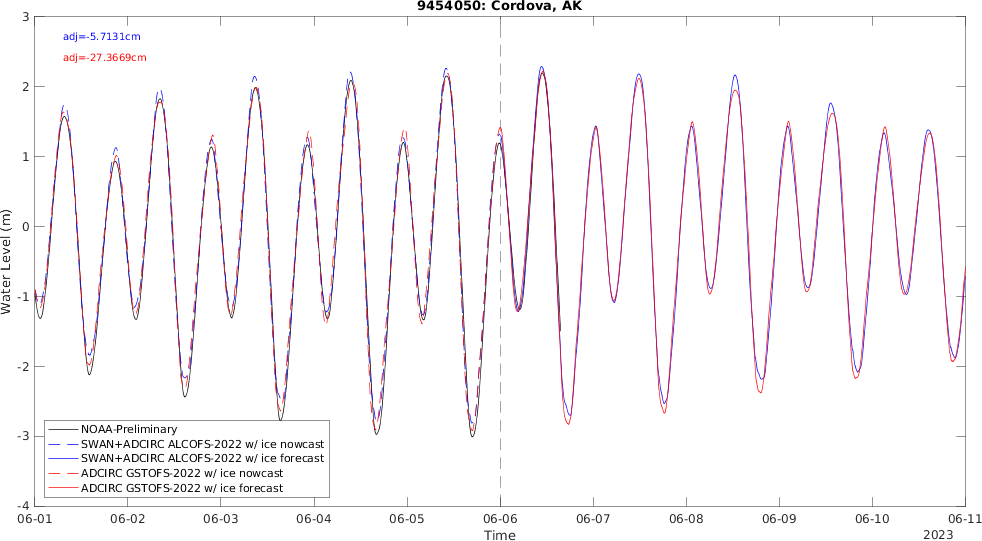 9454050: Cordova, AK
adj=-5.7131cm
adj=-27.3669cm
3
2
1
0
-1
-2
-3
-4
Water Level (m)
NOAA-Preliminary
SWAN+ADCIRC ALCOFS-2022 w/ ice nowcast
SWAN+ADCIRC ALCOFS-2022 w/ ice forecast
ADCIRC GSTOFS-2022 w/ ice nowcast
ADCIRC GSTOFS-2022 w/ ice forecast
06-01 06-02 06-03 06-04 06-05 06-06 06-07 06-08 06-09 06-10 06-11
Time
2023